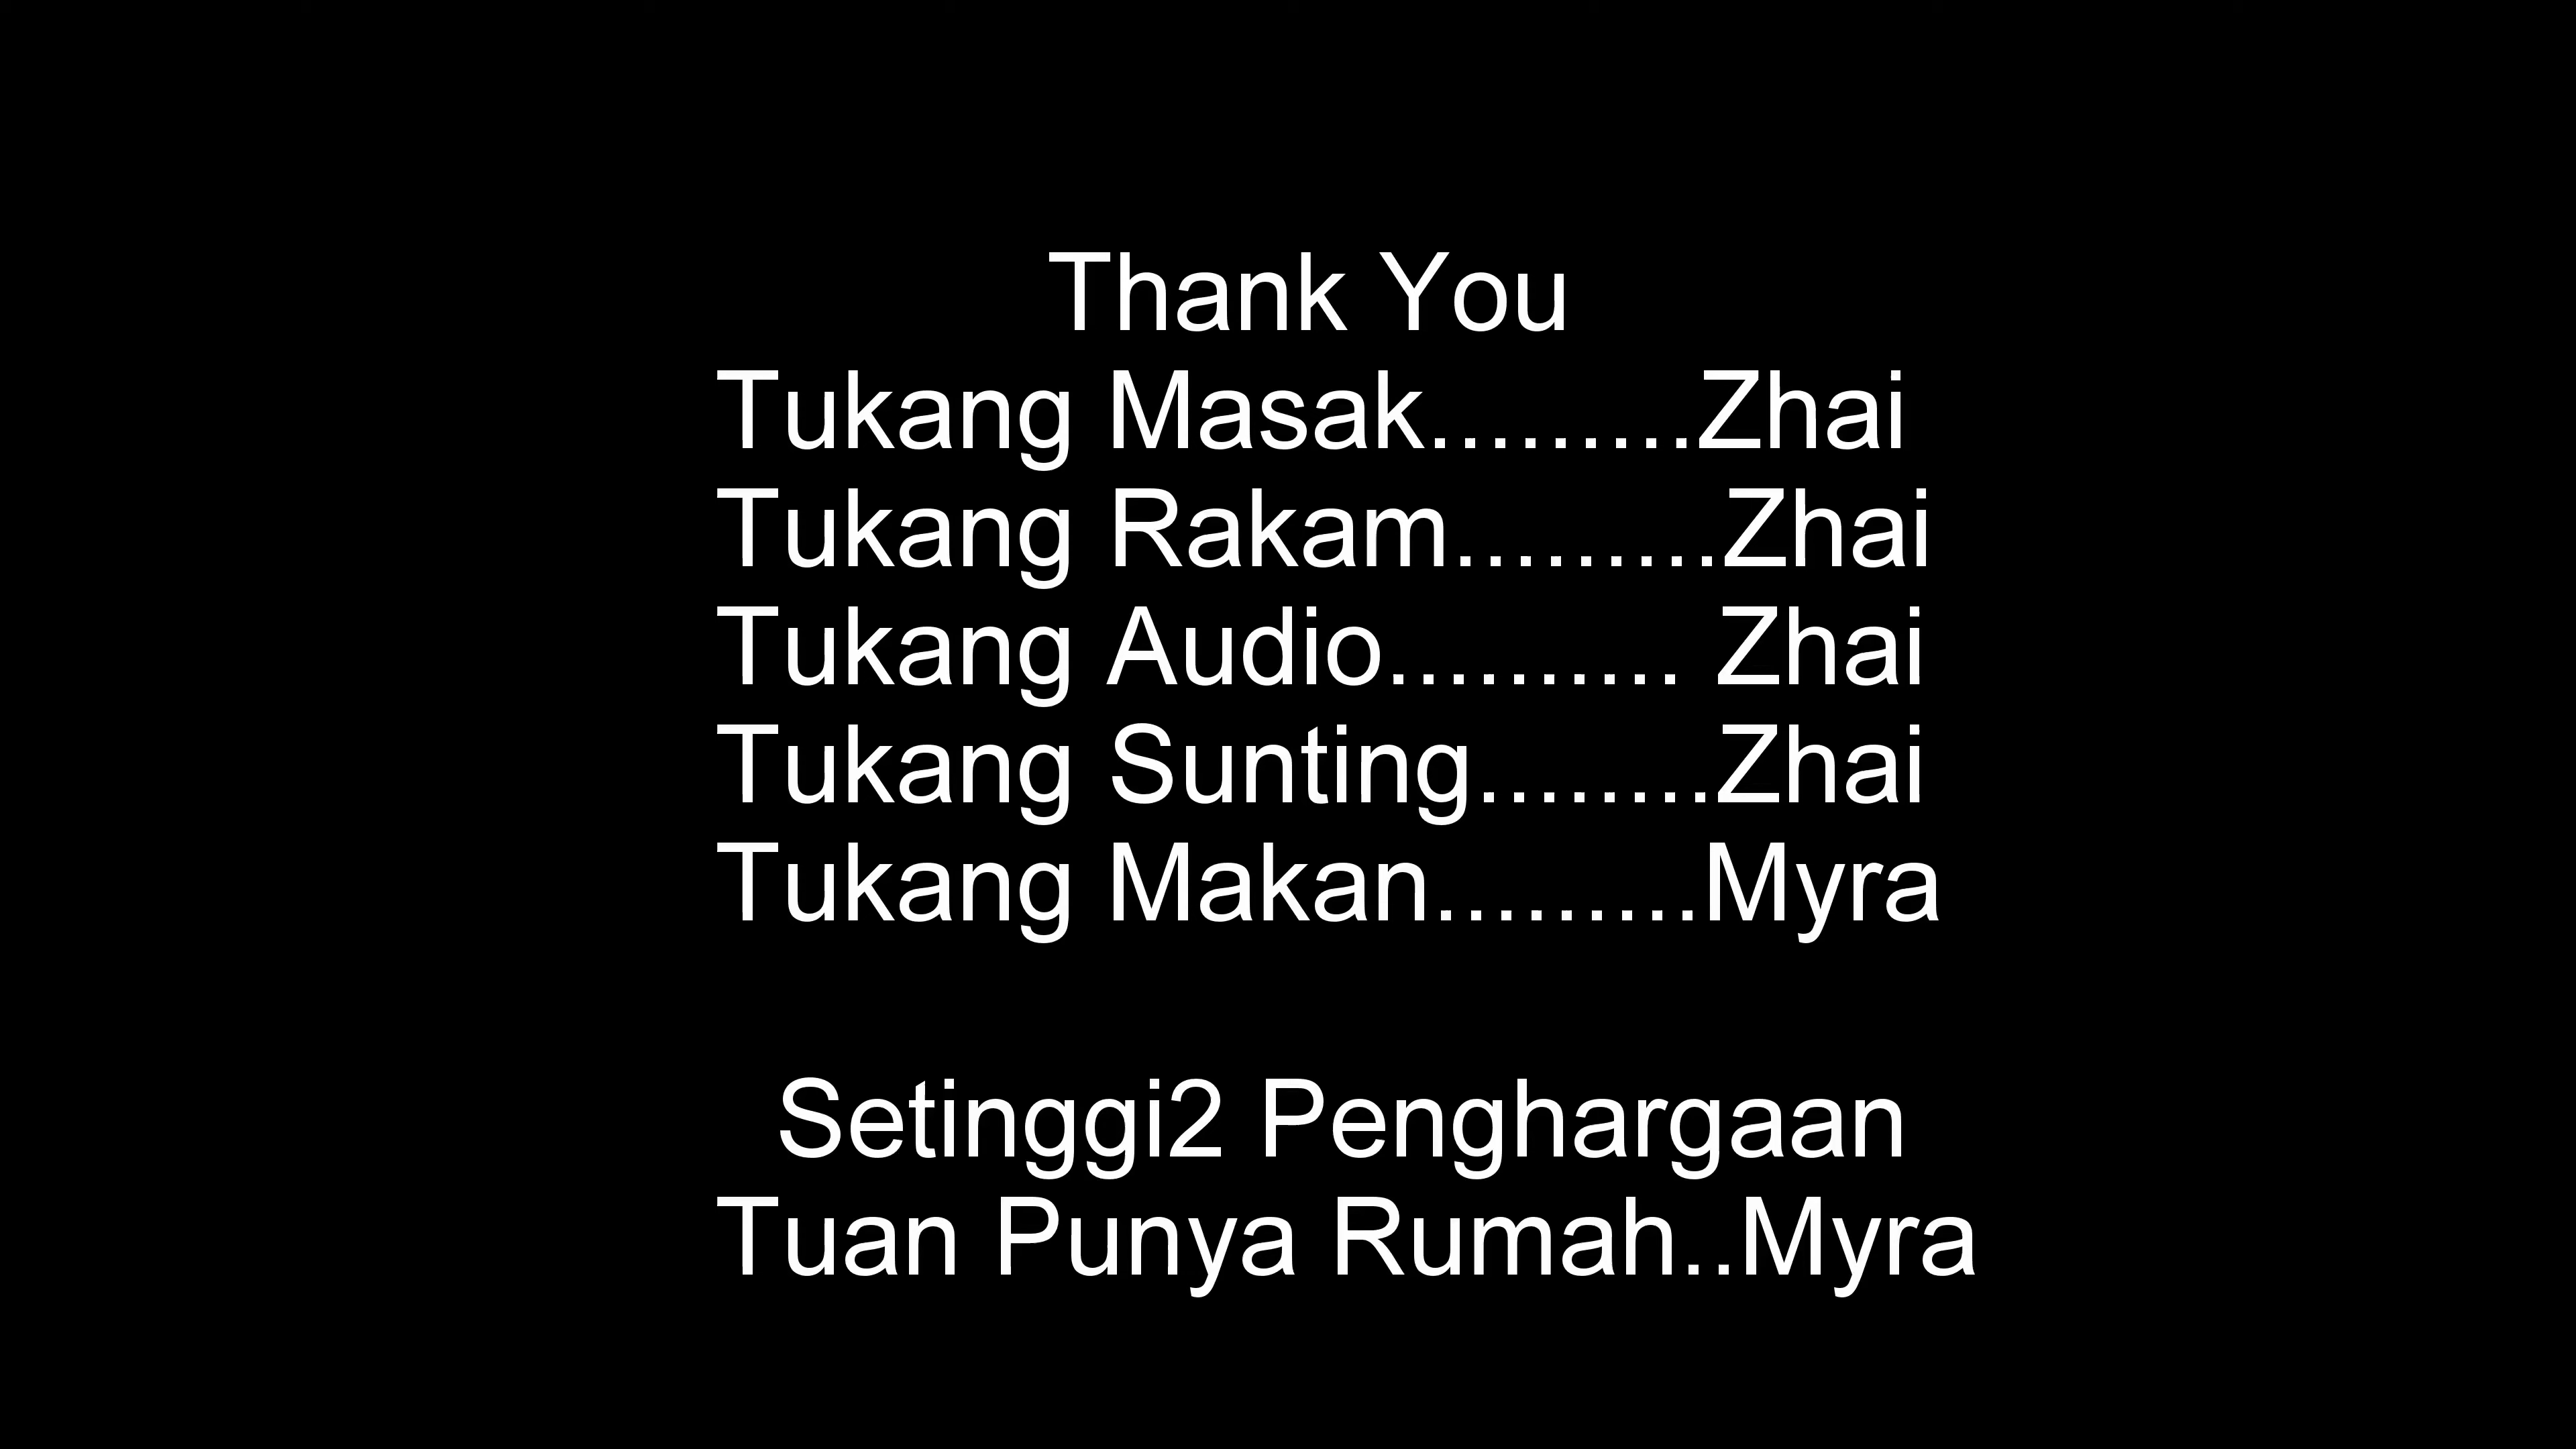 Thank You
Tukang Masak.........Zhai
Tukang Rakam.........Zhai
Tukang Audio.......... Zhai
Tukang Sunting........Zhai
Tukang Makan.........Myra
Setinggi2 Penghargaan
Tuan Punya Rumah..Myra